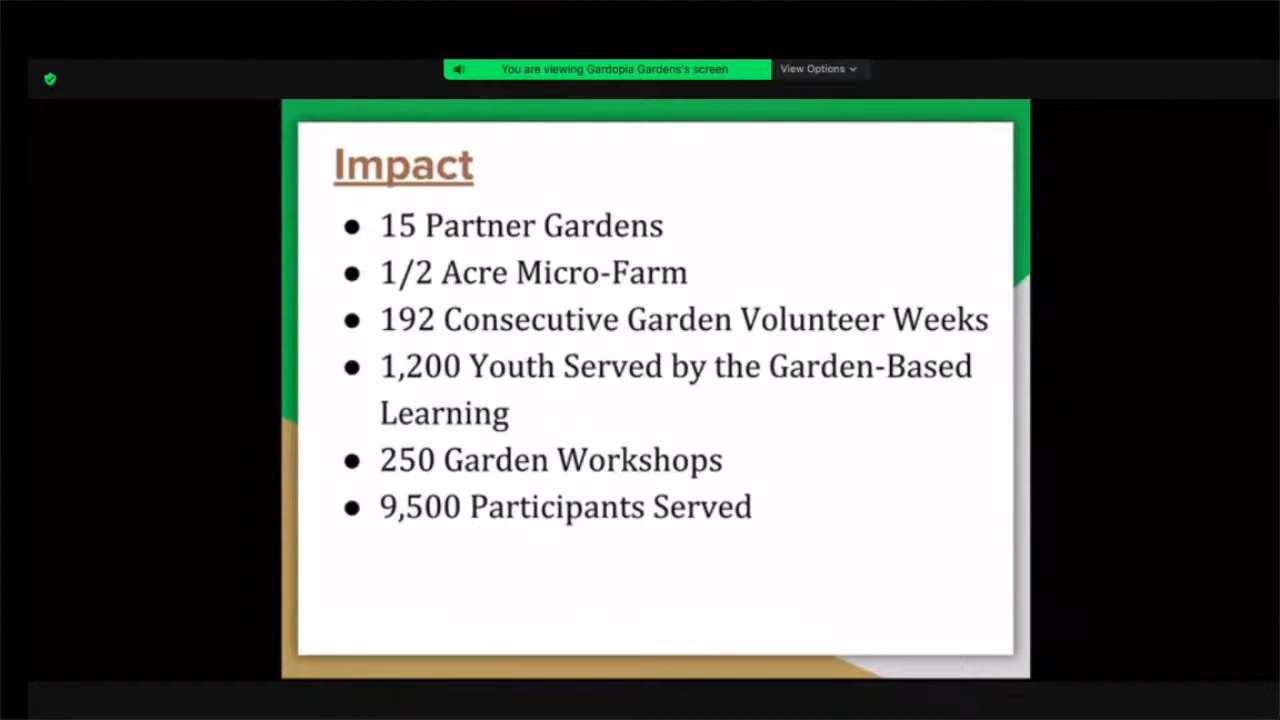 You are viewing Gardopia Gardens's screen
View Options
Impact
● 15 Partner Gardens
● 1/2 Acre Micro-Farm
● 192 Consecutive Garden Volunteer Weeks
● 1,200 Youth Served by the Garden-Based
Learning
● 250 Garden Workshops
● 9,500 Participants Served